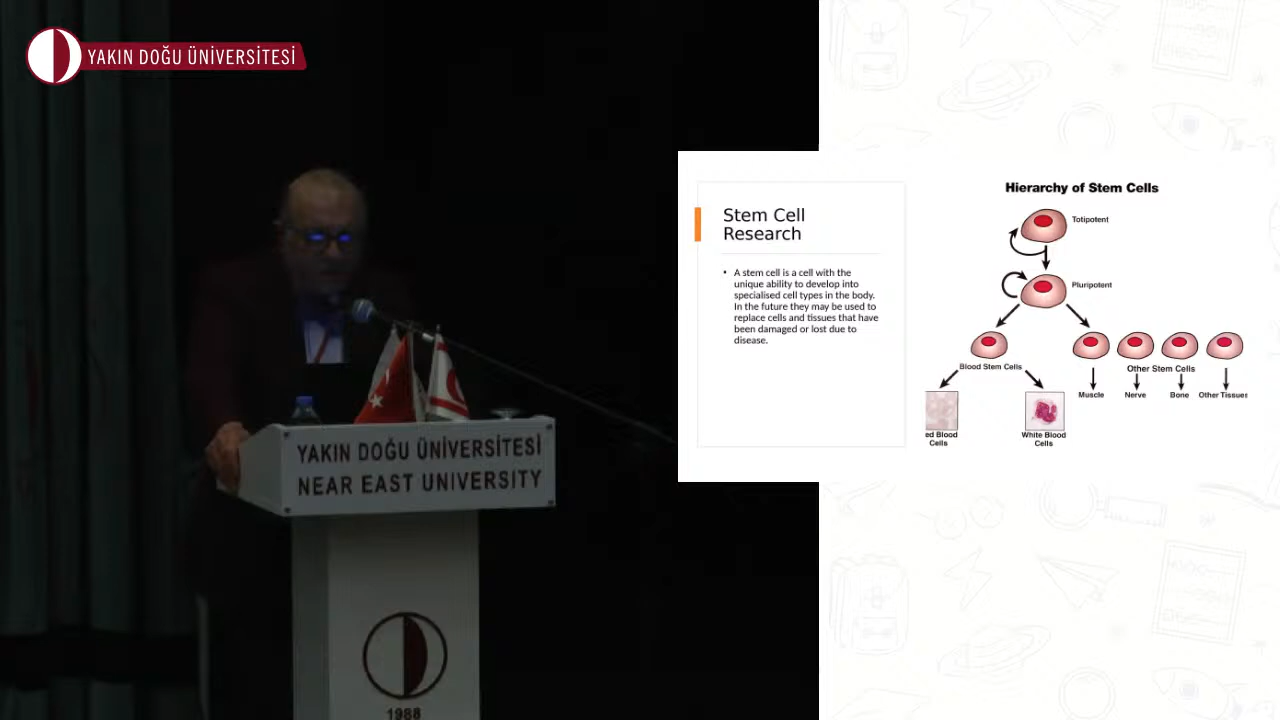 YAKIN DOĞU ÜNİVERSİTESİ
YAKIN DOĞU ÜNİVERSİTESİ
NEAR EAST UNIVERSITY
1988
Stem Cell
Research
• A stem cell is a cell with the
unique ability to develop into
specialised cell types in the body.
In the future they may be used to
replace cells and tissues that have
been damaged or lost due to
disease.
Hierarchy of Stem Cells
Totipotent
Pluripotent
Blood Stem Cells
Other Stem Cells
Muscle
Nerve
Bone
Other Tissues
ed Blood
Cells
White Blood
Cells